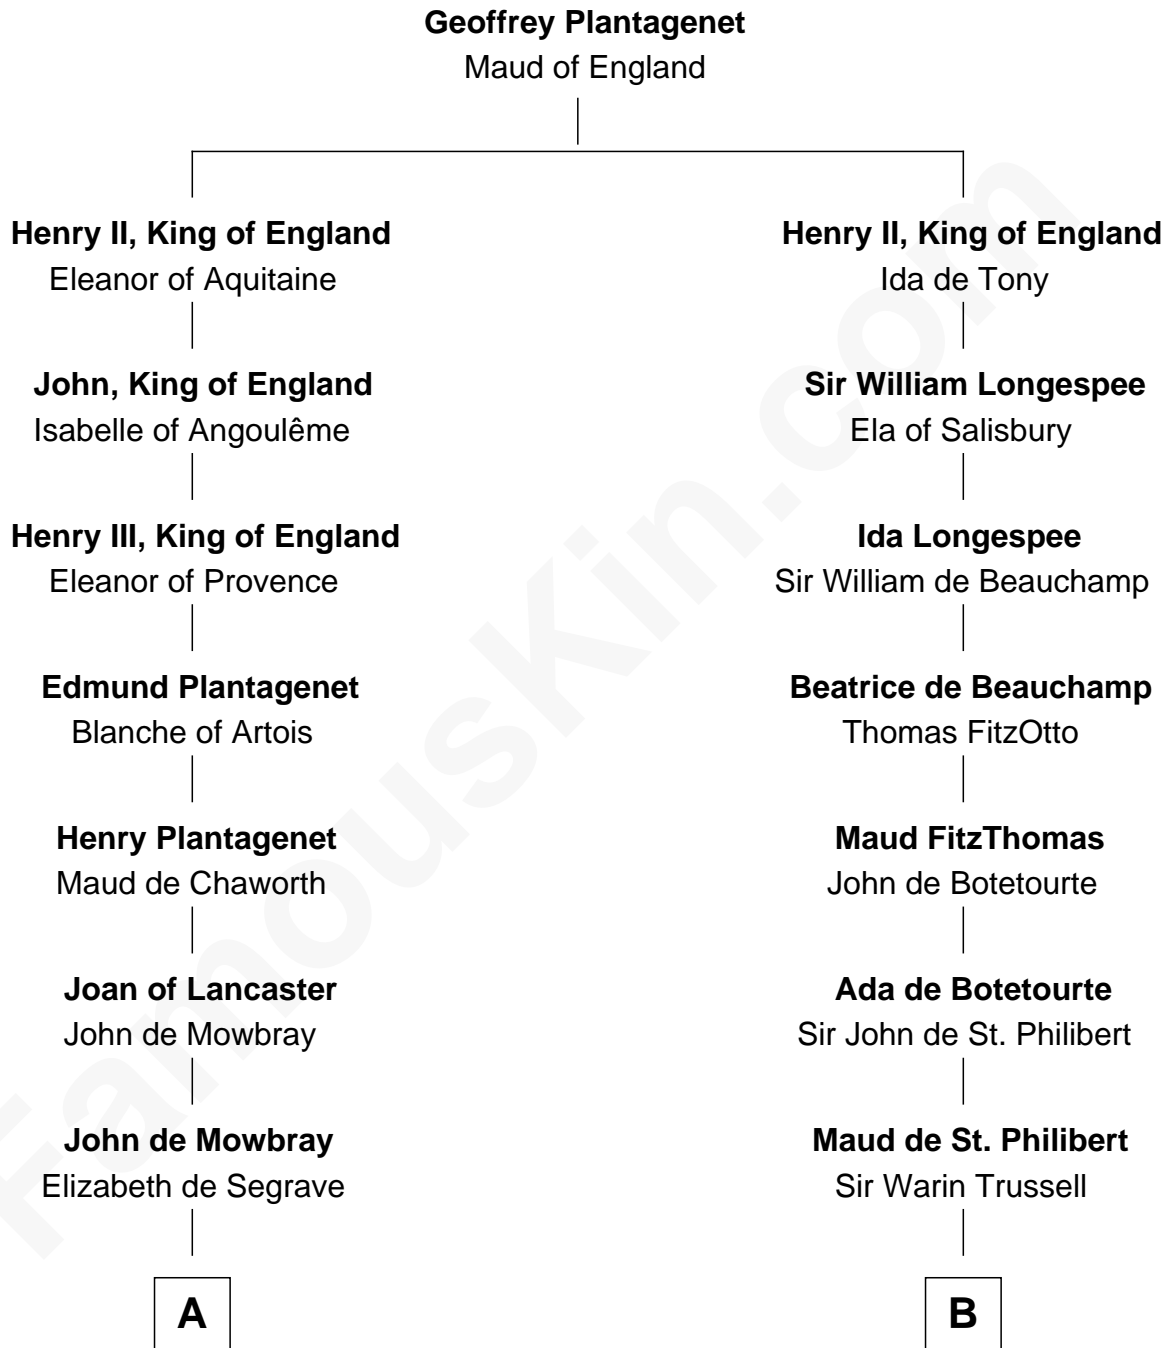 Geoffrey Plantagenet
Maud of England
Henry II, King of England
Eleanor of Aquitaine
John, King of England
Isabelle of Angoulême
Henry III, King of England
Eleanor of Provence
Edmund Plantagenet
Blanche of Artois
Henry Plantagenet
Maud de Chaworth
Joan of Lancaster
John de Mowbray
John de Mowbray
Elizabeth de Segrave
A
Henry II, King of England
Ida de Tony
Sir William Longespee
Ela of Salisbury
Ida Longespee
Sir William de Beauchamp
Beatrice de Beauchamp
Thomas FitzOtto
Maud FitzThomas
John de Botetourte
Ada de Botetourte
Sir John de St. Philibert
Maud de St. Philibert
Sir Warin Trussell
B
FamousKin.com